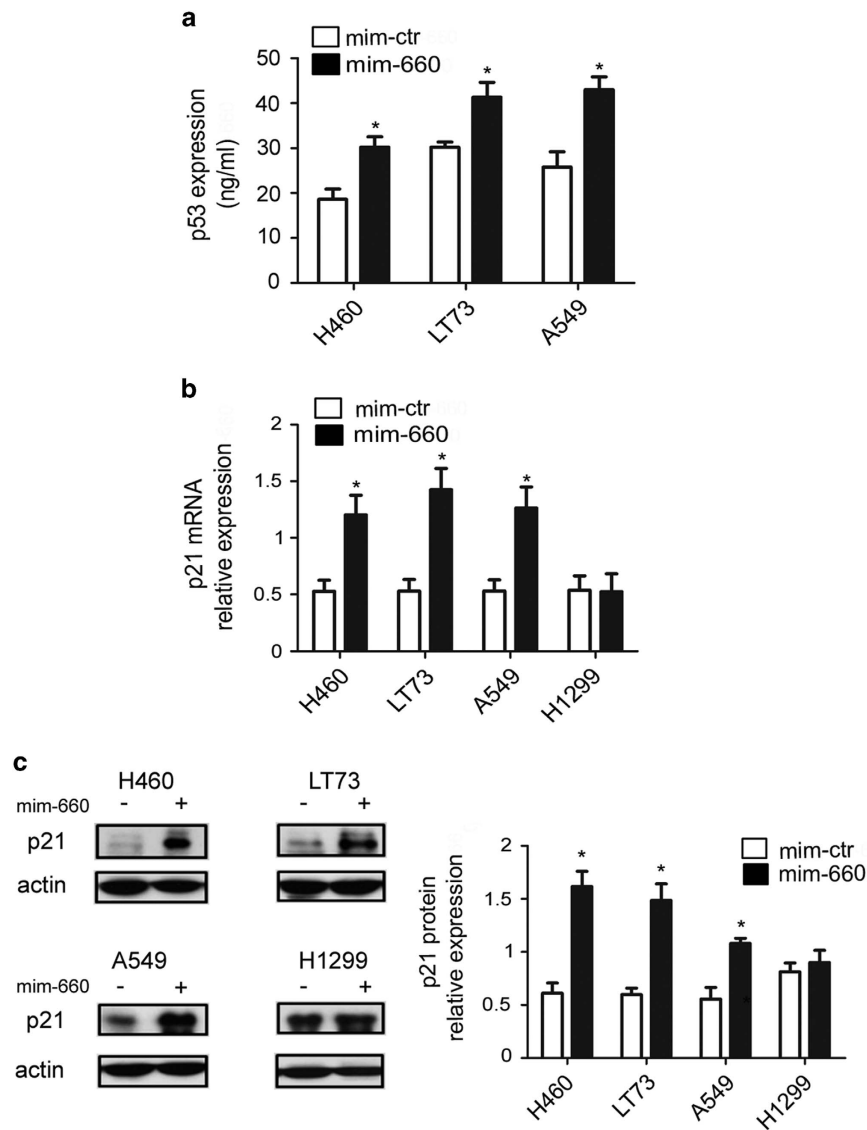 a
mim-ctr
mim-660
p53 expression
(ng/ml)
50
40
30
20
10
0
*
*
*
H460
LT73
A549
b
mim-ctr
mim-660
p21 mRNA
relative expression
2
1.5
1
0.5
0
*
*
*
H460
LT73
A549
H1299
c
H460
LT73
mim-660 - +
- +
p21
actin
A549
H1299
mim-660 - +
- +
p21
actin
mim-ctr
mim-660
p21 protein
relative expression
2
1.5
1
0.5
0
*
*
*
H460
LT73
A549
H1299